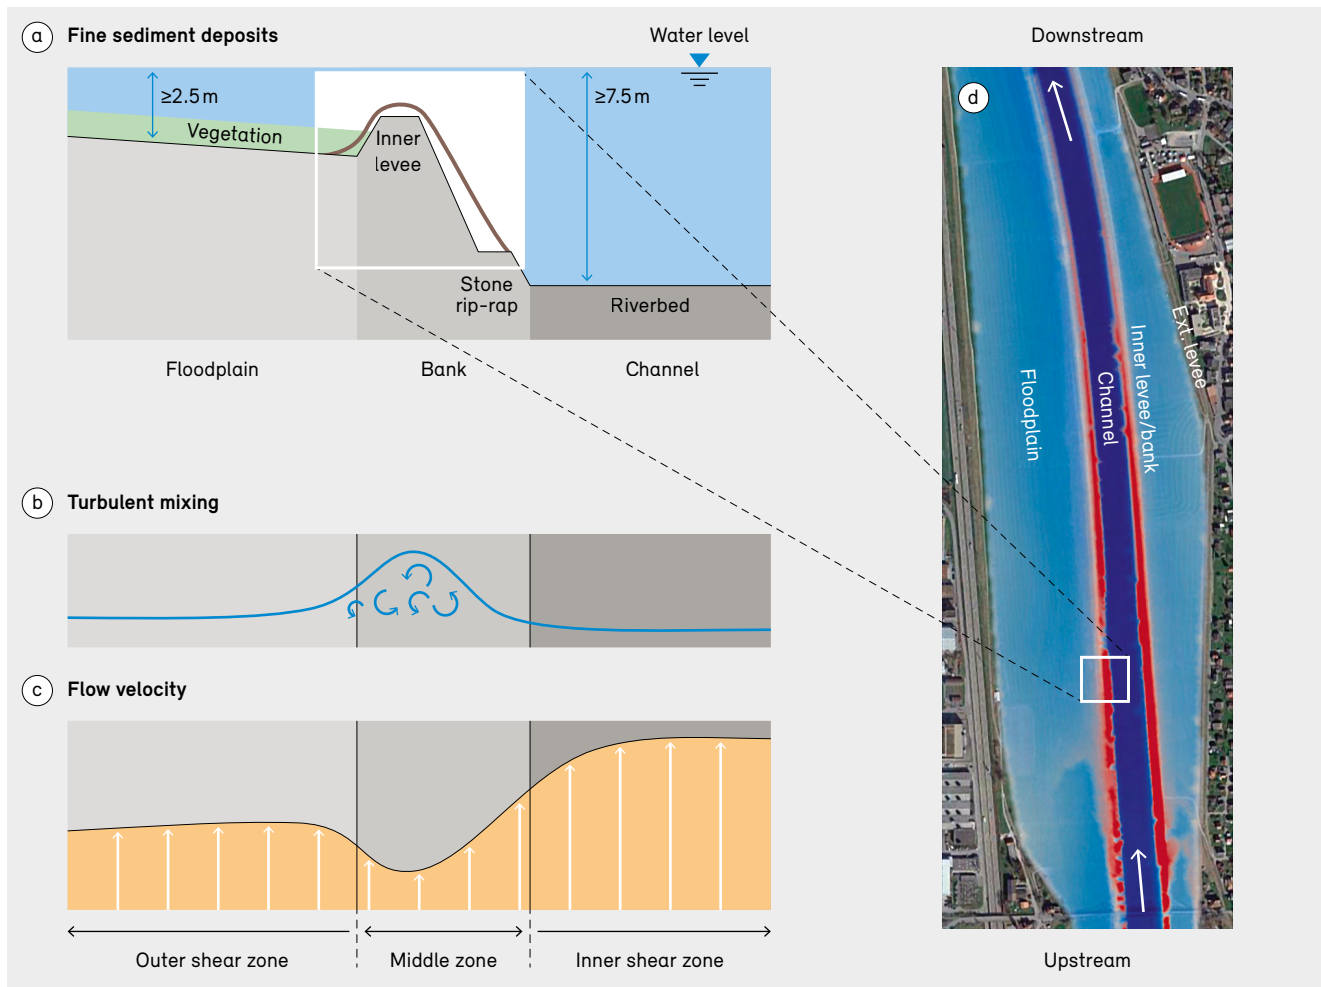 a Fine sediment deposits
Water level
Downstream
≥2.5 m
≥7.5 m
d
Vegetation
Inner
levee
Stone
rip-rap
Riverbed
Floodplain
Bank
Channel
Ext. levee
Inner levee/bank
Channel
Floodplain
b Turbulent mixing
c Flow velocity
Outer shear zone
Middle zone
Inner shear zone
Upstream